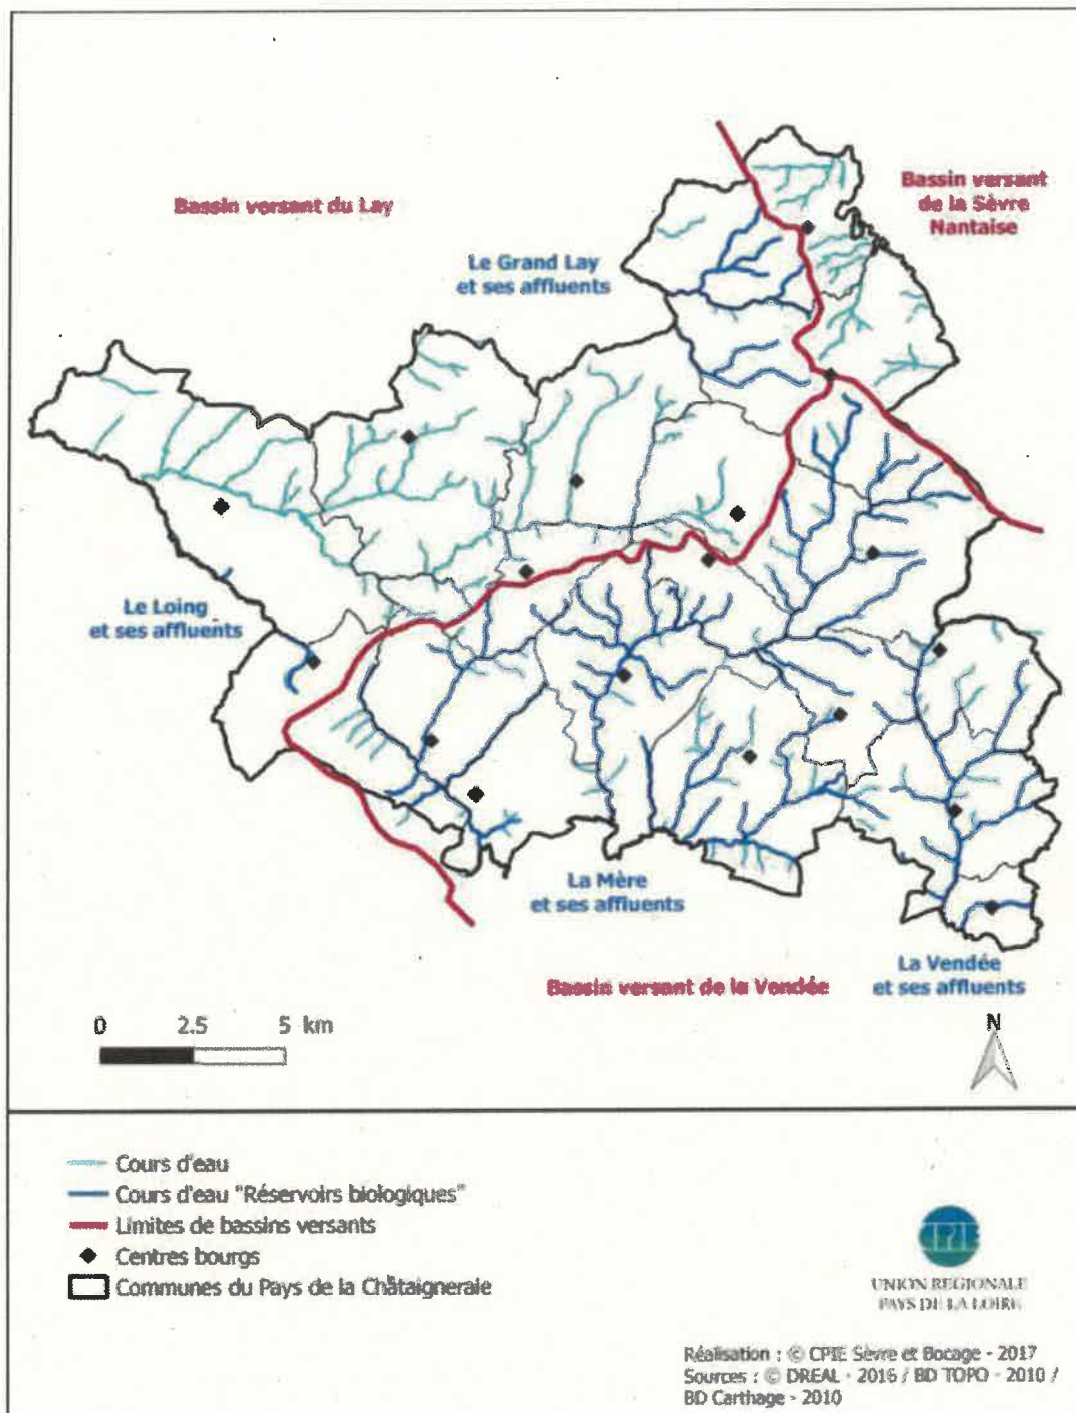 Bassin versant du Lay
Bassin versant
de la Sèvre
Nantaise
Le Grand Lay
et ses affluents
Le Loing
et ses affluents
La Mère
et ses affluents
Bassin versant de la Vendée
La Vendée
et ses affluents
0 2.5 5 km
N
Cours d'eau
Cours d'eau "Réservoirs biologiques"
Limites de bassins versants
Centres bourgs
Communes du Pays de la Châtaigneraie
CPIE
UNION REGIONALE
PAYS DE LA LOIRE
Réalisation : © CPIE Sèvre et Bocage - 2017
Sources : © DREAL - 2016 / BD TOPO - 2010 /
BD Carthage - 2010